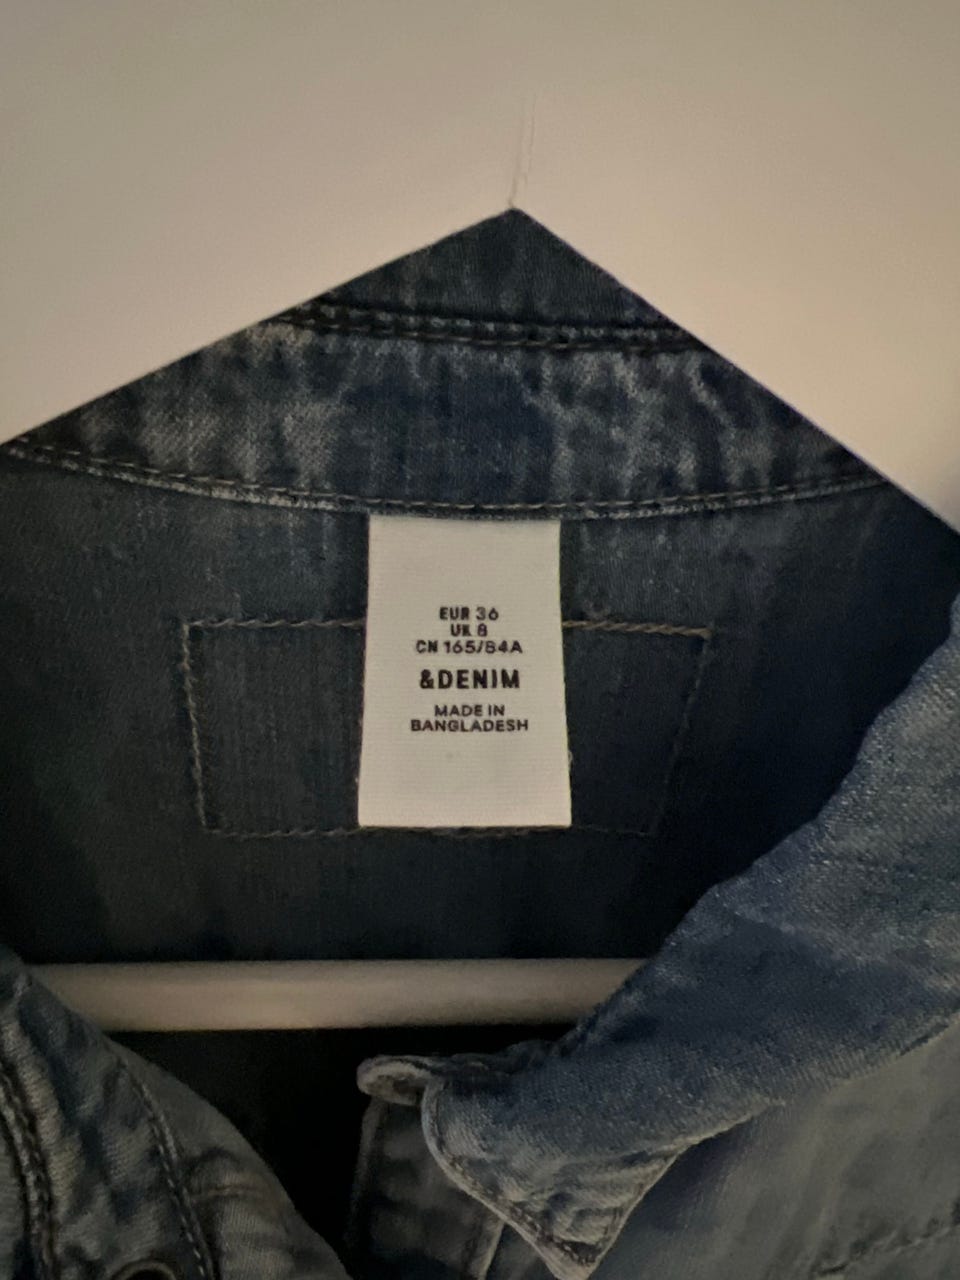 EUR 36
UK 8
CN 165/84A
&DENIM
MADE IN
BANGLADESH